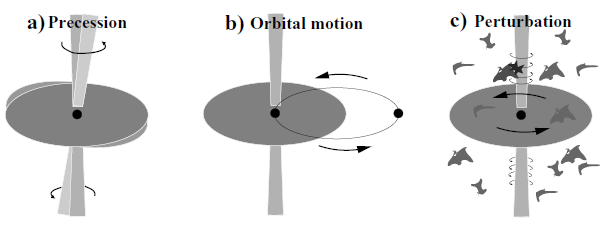 a) Precession
b) Orbital motion
c) Perturbation